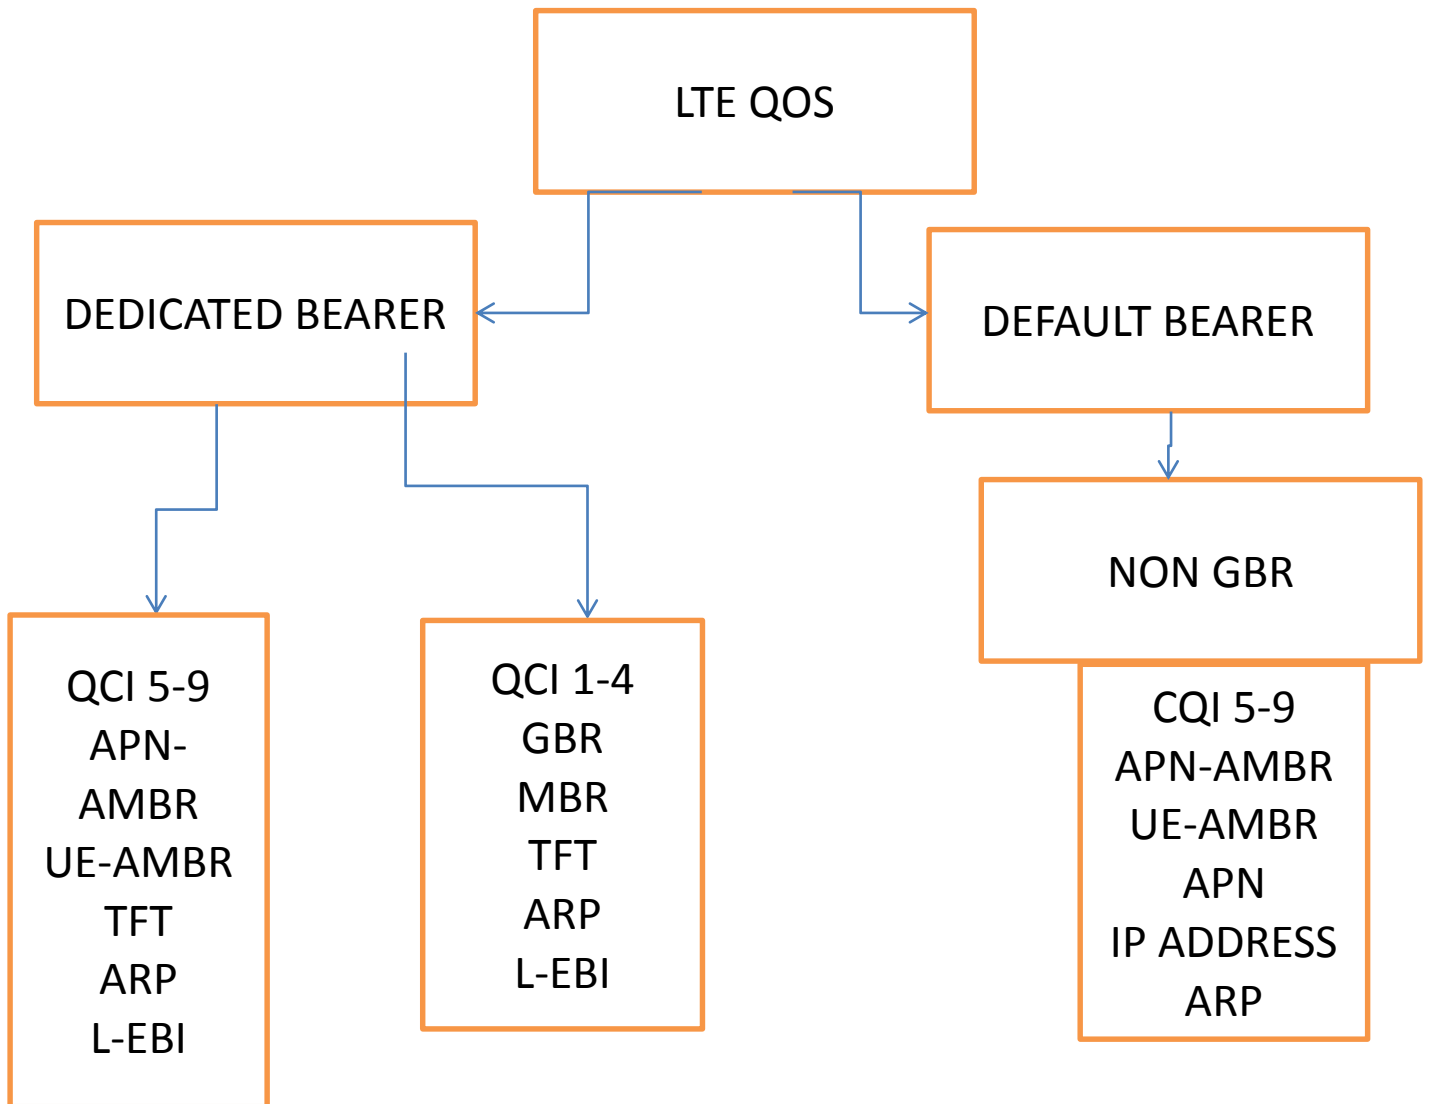 LTE QOS
DEDICATED BEARER
DEFAULT BEARER
NON GBR
QCI 5-9
APN-
AMBR
UE-AMBR
TFT
ARP
L-EBI
QCI 1-4
GBR
MBR
TFT
ARP
L-EBI
CQI 5-9
APN-AMBR
UE-AMBR
APN
IP ADDRESS
ARP